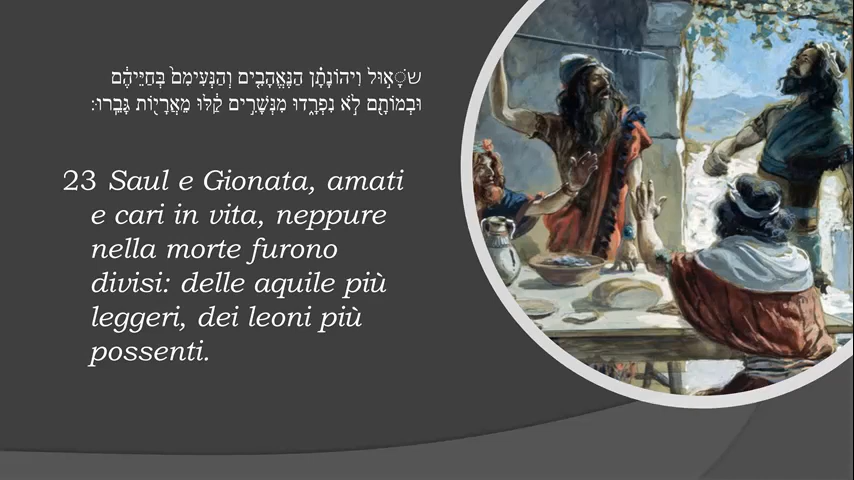 שָׁא֣וּל וִיהוֹנָתָ֗ן הַנֶּאֱהָבִ֤ים וְהַנְּעִימִם֙ בְּחַיֵּיהֶ֔ם
וּבְמוֹתָ֖ם לֹ֣א נִפְרָ֑דוּ מִנְּשָׁרִ֣ים קַ֔לּוּ מֵאֲרָי֖וֹת גָּבֵֽרוּ׃
23 Saul e Gionata, amati
e cari in vita, neppure
nella morte furono
divisi: delle aquile più
leggeri, dei leoni più
possenti.